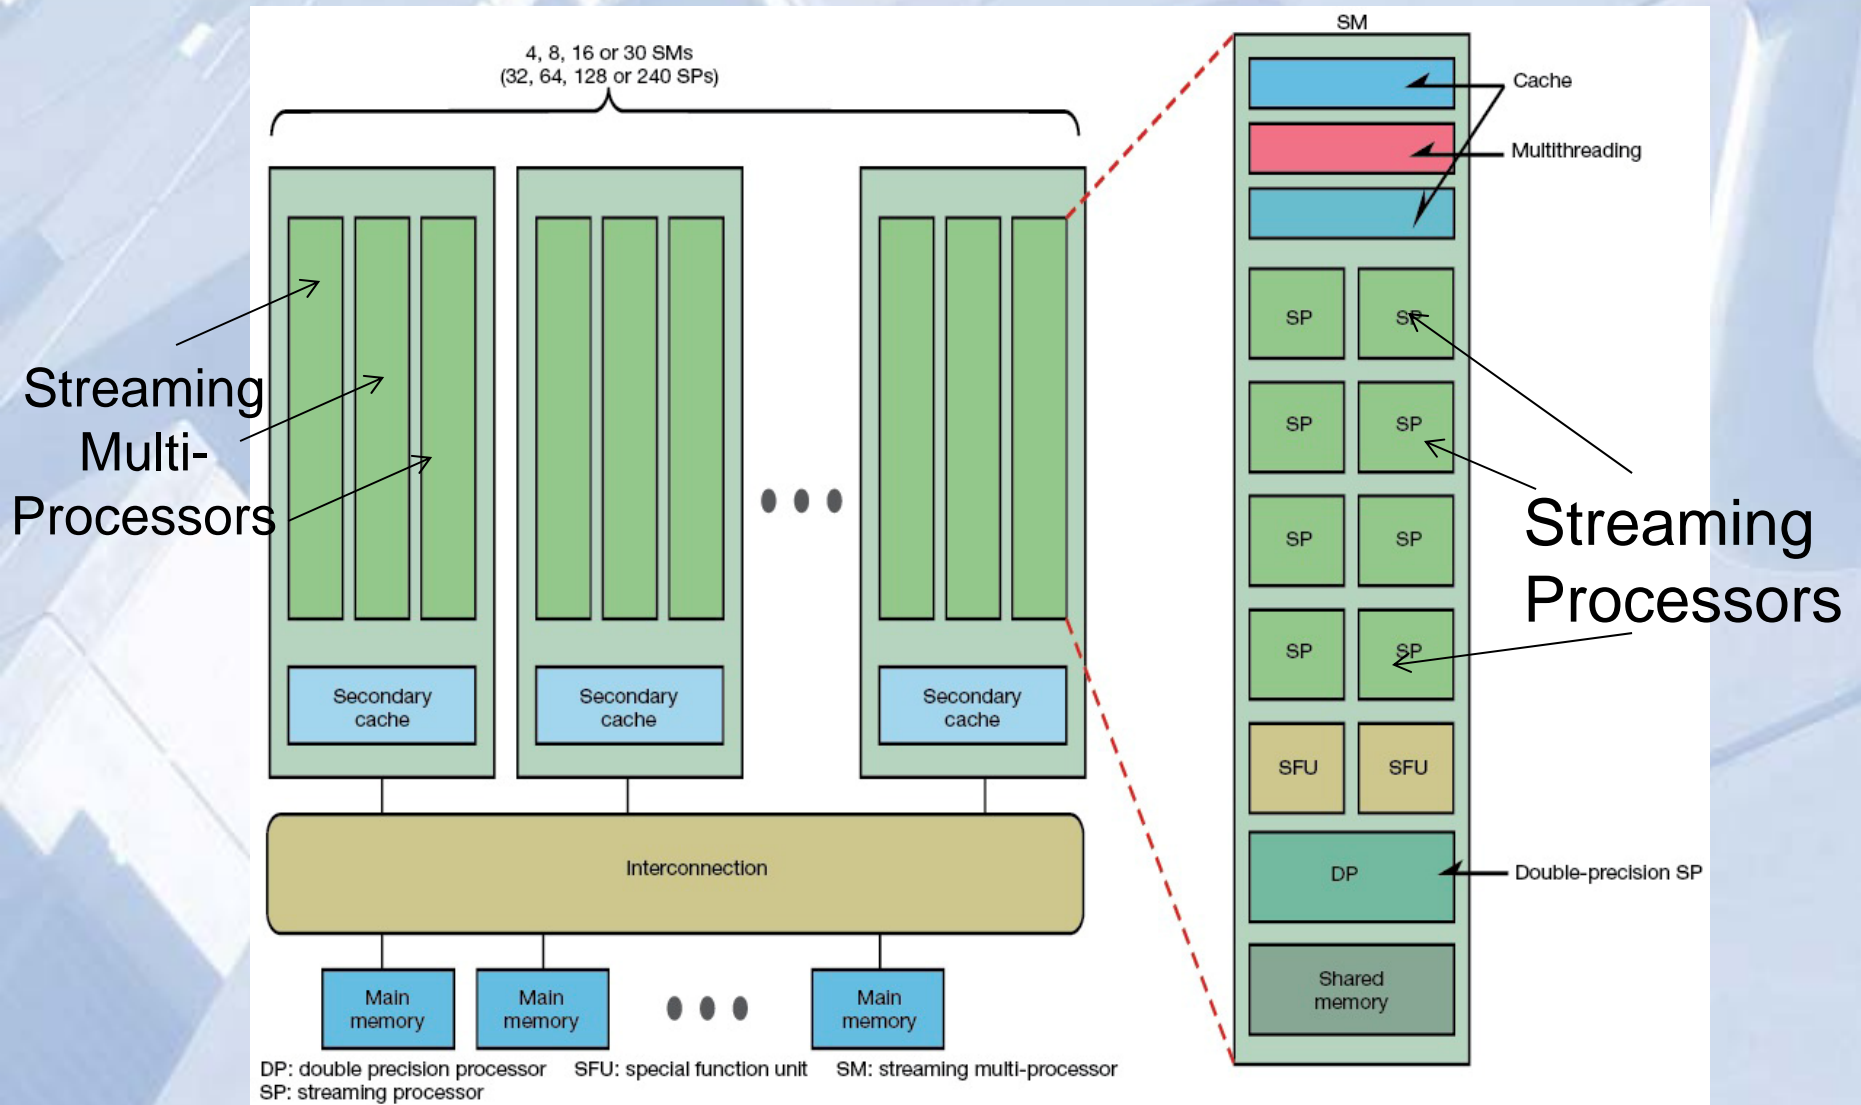 4, 8, 16 or 30 SMs
(32, 64, 128 or 240 SPs)
Streaming
Multi-
Processors
Secondary
cache
Secondary
cache
Secondary
cache
Interconnection
Main
memory
Main
memory
Main
memory
SM
Cache
Multithreading
SP
SP
SP
SP
SP
SP
SP
SP
SFU
SFU
DP
Shared
memory
Streaming
Processors
Double-precision SP
DP: double precision processor
SFU: special function unit
SM: streaming multi-processor
SP: streaming processor